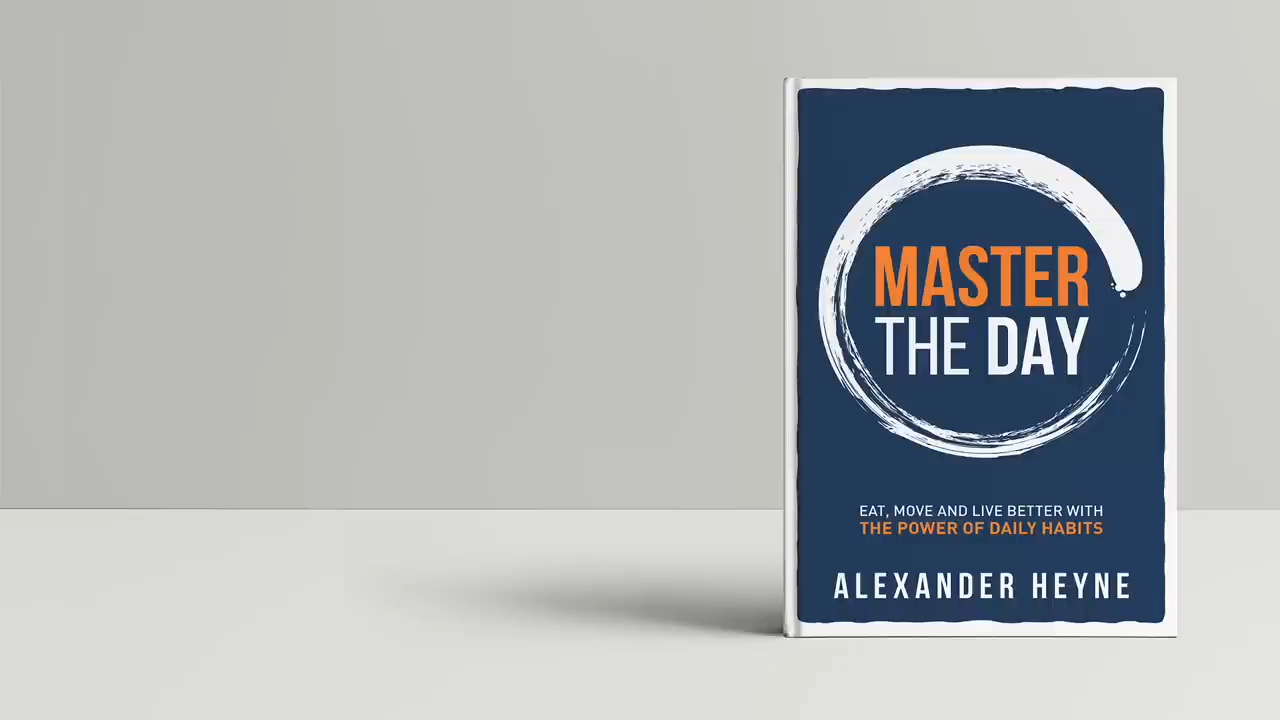 MASTER
THE DAY
EAT, MOVE AND LIVE BETTER WITH
THE POWER OF DAILY HABITS
ALEXANDER HEYNE